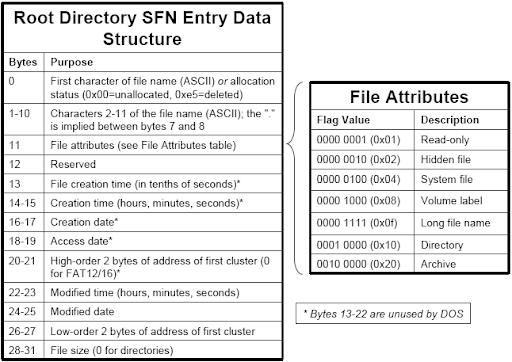 Root Directory SFN Entry Data
Structure
Bytes Purpose
0 First character of file name (ASCII) or allocation
status (0x00=unallocated, 0xe5=deleted)
1-10 Characters 2-11 of the file name (ASCII); the "."
is implied between bytes 7 and 8
11 File attributes (see File Attributes table)
12 Reserved
13 File creation time (in tenths of seconds)*
14-15 Creation time (hours, minutes, seconds)*
16-17 Creation date*
18-19 Access date*
20-21 High-order 2 bytes of address of first cluster (0
for FAT12/16)*
22-23 Modified time (hours, minutes, seconds)
24-25 Modified date
26-27 Low-order 2 bytes of address of first cluster
28-31 File size (0 for directories)
File Attributes
Flag Value Description
0000 0001 (0x01) Read-only
0000 0010 (0x02) Hidden file
0000 0100 (0x04) System file
0000 1000 (0x08) Volume label
0000 1111 (0x0f) Long file name
0001 0000 (0x10) Directory
0010 0000 (0x20) Archive
* Bytes 13-22 are unused by DOS